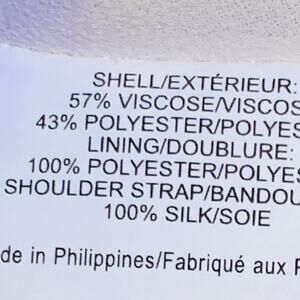 SHELL/EXTÉRIEUR:
57% VISCOSE/VISCOS
43% POLYESTER/POLYES
LINING/DOUBLURE:
100% POLYESTER/POLYES
SHOULDER STRAP/BANDOU
100% SILK/SOIE
de in Philippines/Fabriqué aux P